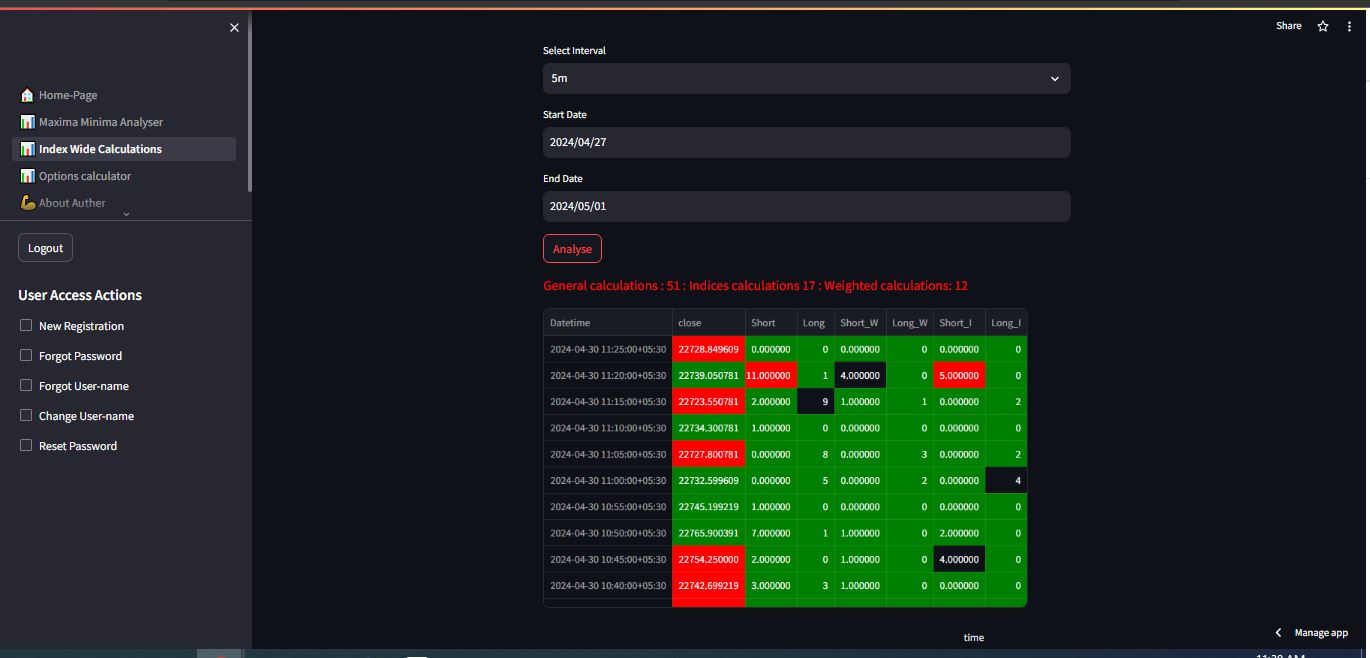 Share
Home-Page
Maxima Minima Analyser
Index Wide Calculations
Options calculator
About Auther
Logout
User Access Actions
New Registration
Forgot Password
Forgot User-name
Change User-name
Reset Password
Select Interval
5m
Start Date
2024/04/27
End Date
2024/05/01
Analyse
General calculations : 51 : Indices calculations 17 : Weighted calculations: 12
Datetime close Short Long Short_W Long_W Short_I Long_I
2024-04-30 11:25:00+05:30 22728.849609 0.000000 0 0.000000 0 0.000000 0
2024-04-30 11:20:00+05:30 22739.050781 11.000000 1 4.000000 0 5.000000 0
2024-04-30 11:15:00+05:30 22723.550781 2.000000 9 1.000000 1 0.000000 2
2024-04-30 11:10:00+05:30 22734.300781 1.000000 0 0.000000 0 0.000000 0
2024-04-30 11:05:00+05:30 22727.800781 0.000000 8 0.000000 3 0.000000 2
2024-04-30 11:00:00+05:30 22732.599609 0.000000 5 0.000000 2 0.000000 4
2024-04-30 10:55:00+05:30 22745.199219 1.000000 0 0.000000 0 0.000000 0
2024-04-30 10:50:00+05:30 22765.900391 7.000000 1 1.000000 0 2.000000 0
2024-04-30 10:45:00+05:30 22754.250000 2.000000 0 1.000000 0 4.000000 0
2024-04-30 10:40:00+05:30 22742.699219 3.000000 3 1.000000 0 0.000000 0
time
Manage app